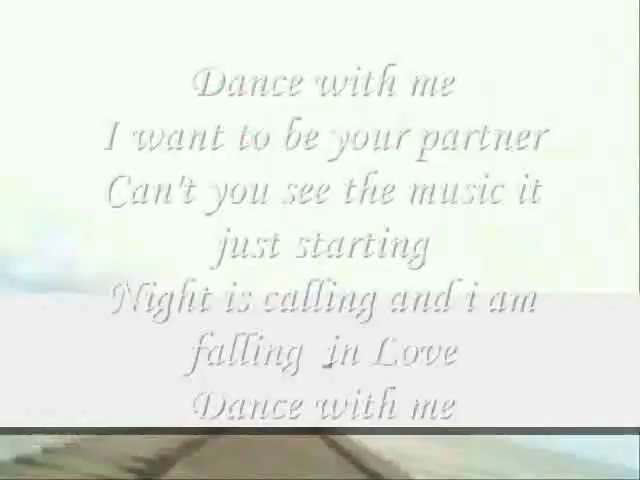 Dance with me
I want to be your partner
Can't you see the music it
just starting
Night is calling and i am
falling in Love
Dance with me